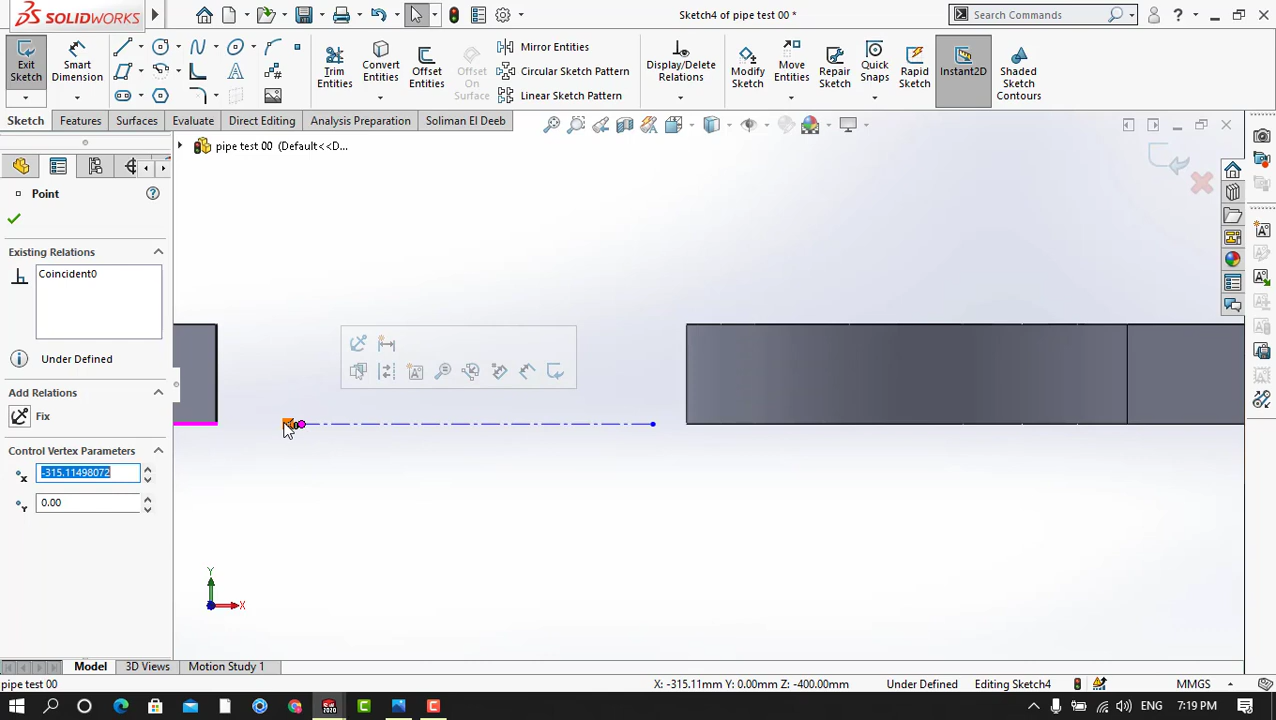 SOLIDWORKS
Sketch4 of pipe test 00 *
Search Commands
Exit Sketch
Smart Dimension
Trim Entities
Convert Entities
Offset Entities
Offset On Surface
Mirror Entities
Circular Sketch Pattern
Linear Sketch Pattern
Display/Delete Relations
Modify Sketch
Move Entities
Repair Sketch
Quick Snaps
Rapid Sketch
Instant2D
Shaded Sketch Contours
Sketch
Features
Surfaces
Evaluate
Direct Editing
Analysis Preparation
Soliman El Deeb
pipe test 00 (Default<<D...
Point
Existing Relations
Coincident0
Under Defined
Add Relations
Fix
Control Vertex Parameters
-315.11498072
0.00
Y
X
Model
3D Views
Motion Study 1
pipe test 00
X: -315.11mm Y: 0.00mm Z: -400.00mm
Under Defined
Editing Sketch4
MMGS
ENG
7:19 PM